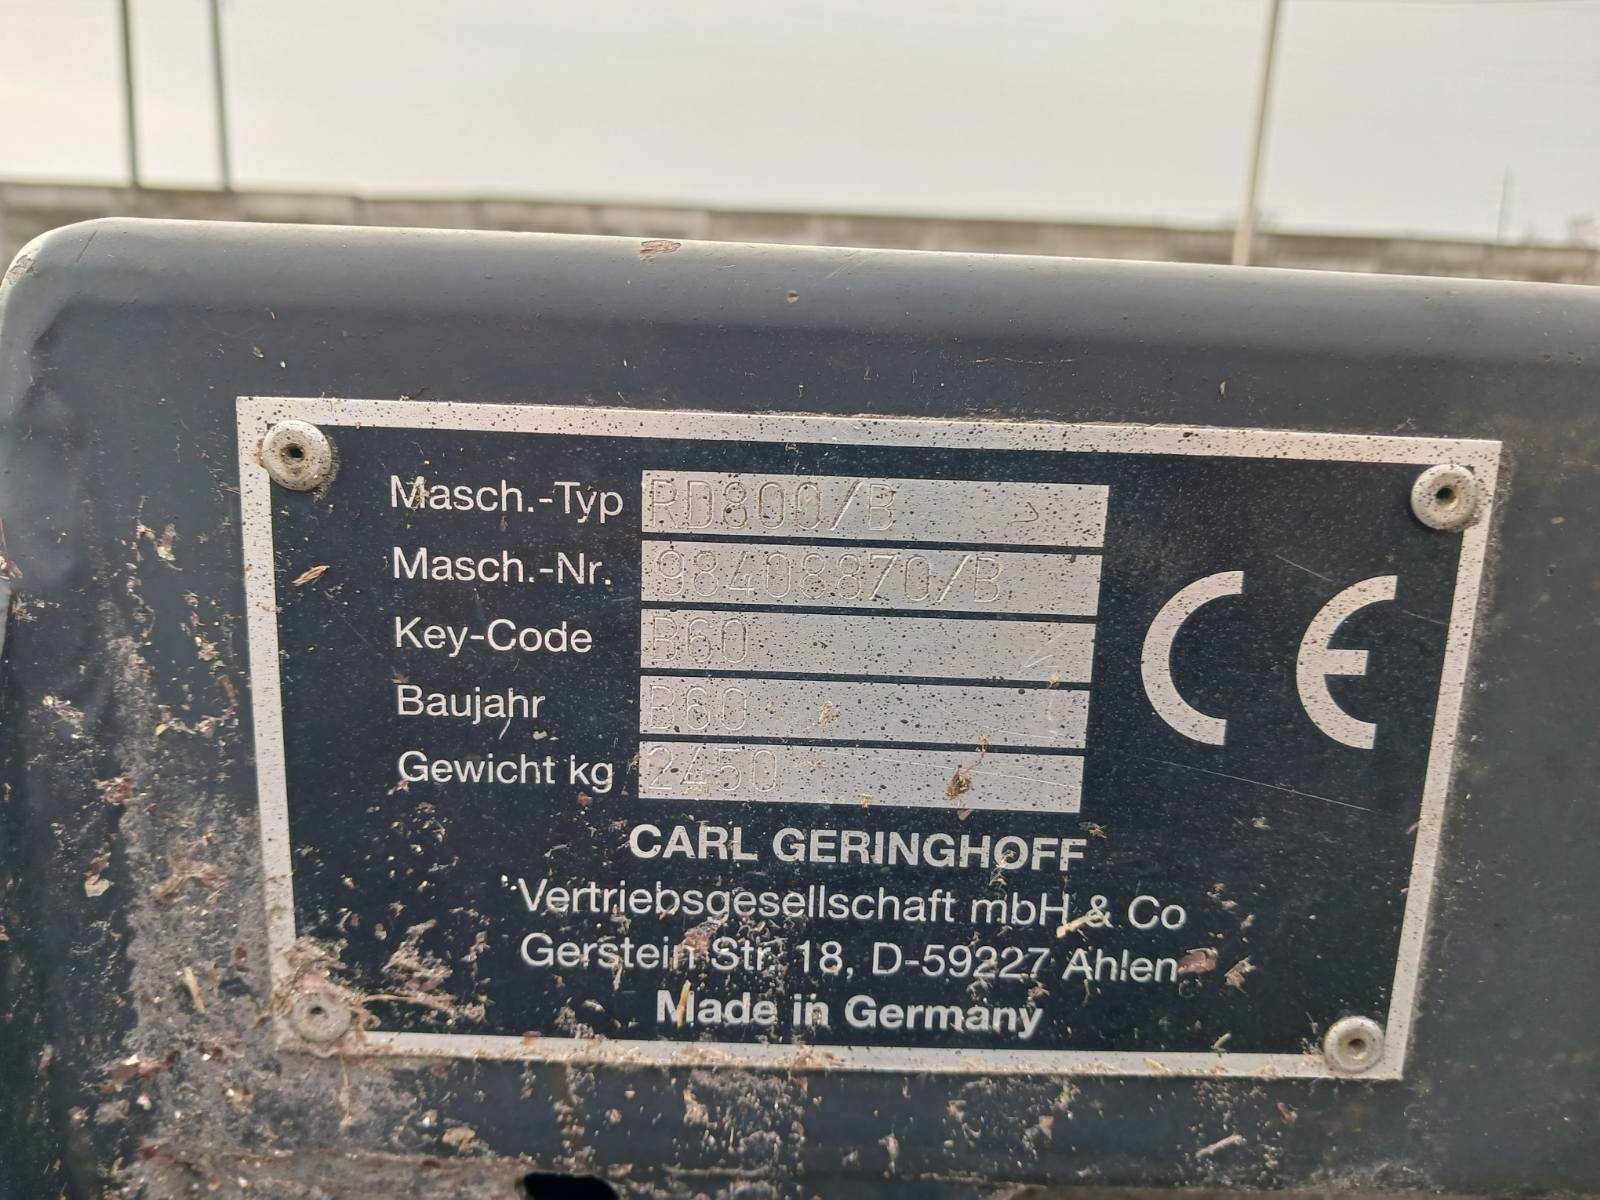 Masch.-Typ RD800/B
Masch.-Nr. 98408870/B
Key-Code B60
Baujahr B60
Gewicht kg 2450
CE
CARL GERINGHOFF
Vertriebsgesellschaft mbH & Co
Gerstein Str. 18, D-59227 Ahlen
Made in Germany